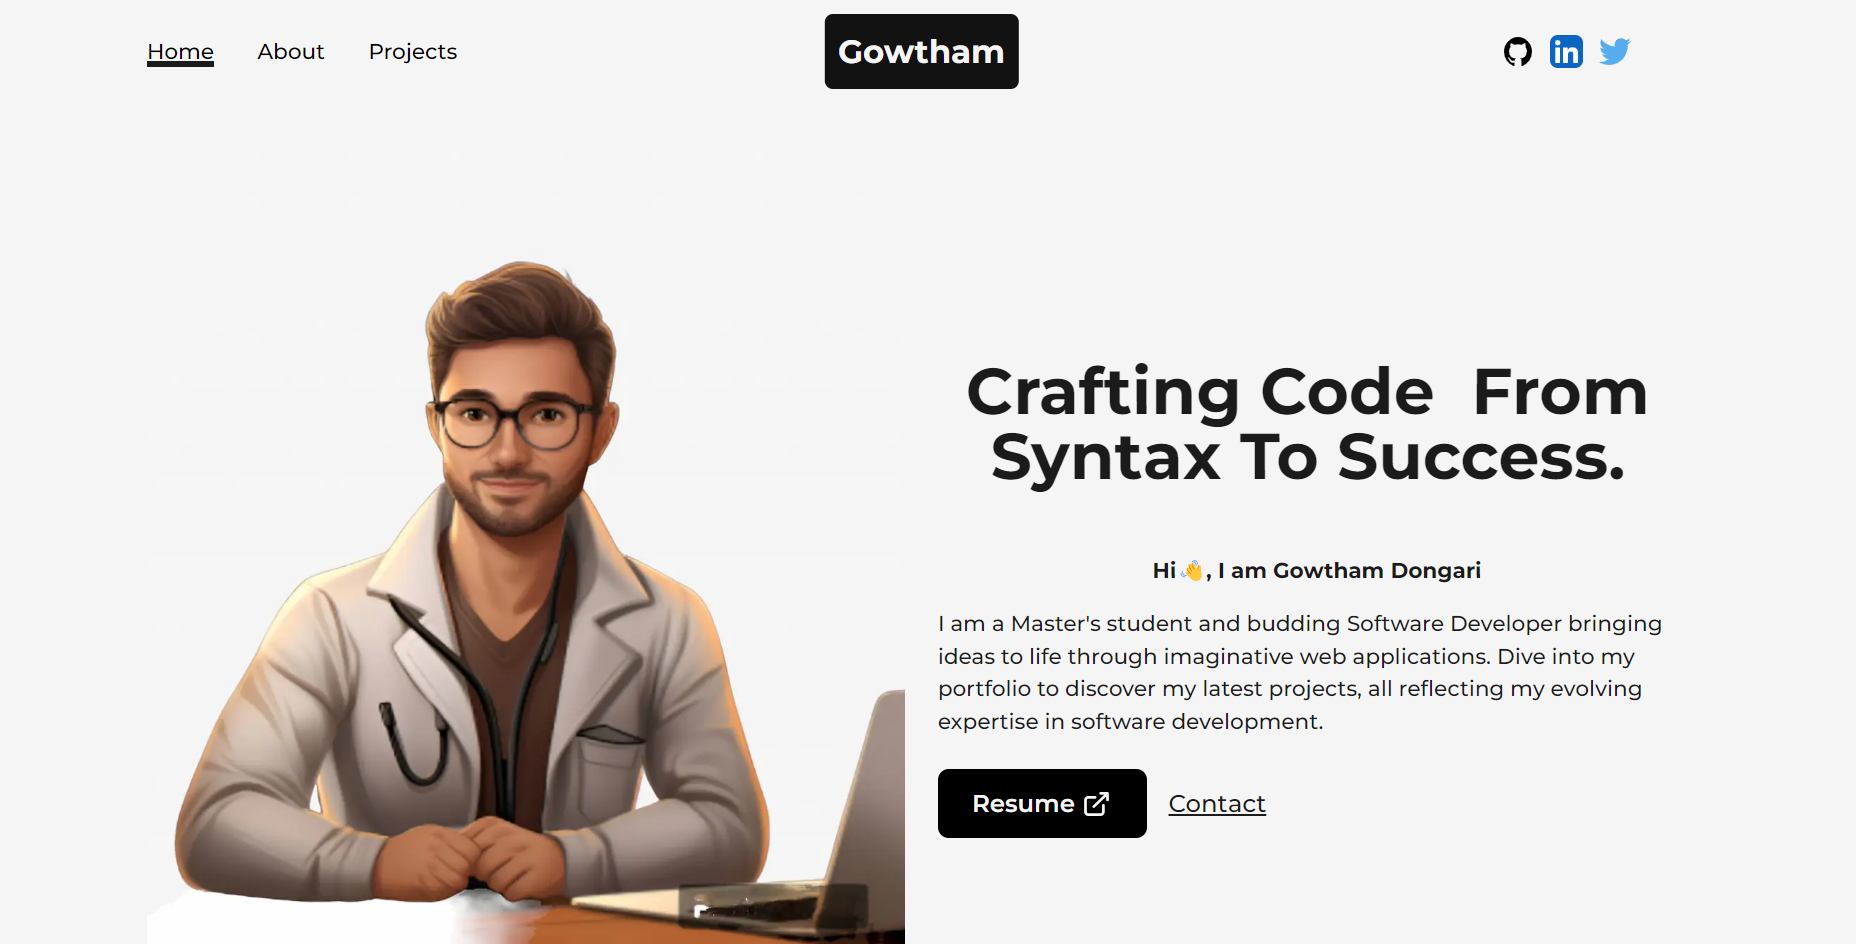 Home About Projects
Gowtham
in
Crafting Code From
Syntax To Success.
Hi👋, I am Gowtham Dongari
I am a Master's student and budding Software Developer bringing
ideas to life through imaginative web applications. Dive into my
portfolio to discover my latest projects, all reflecting my evolving
expertise in software development.
Resume
Contact